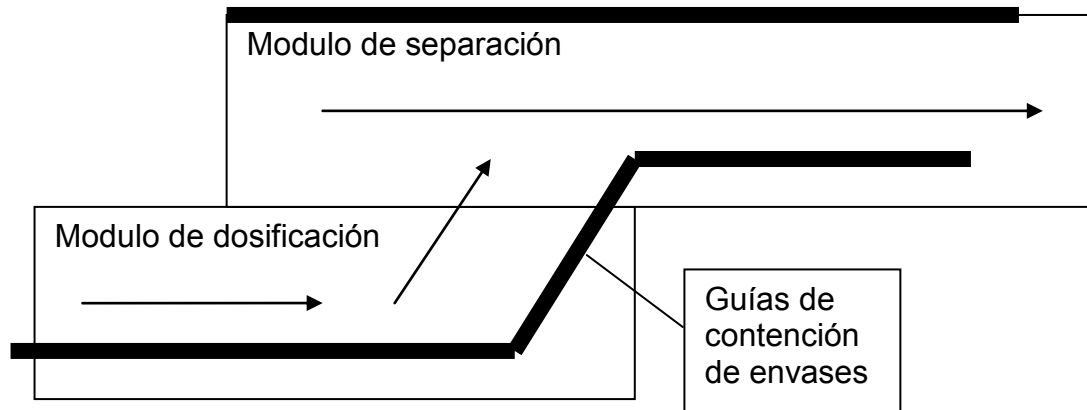 Modulo de separación
Modulo de dosificación
Guías de
contención
de envases